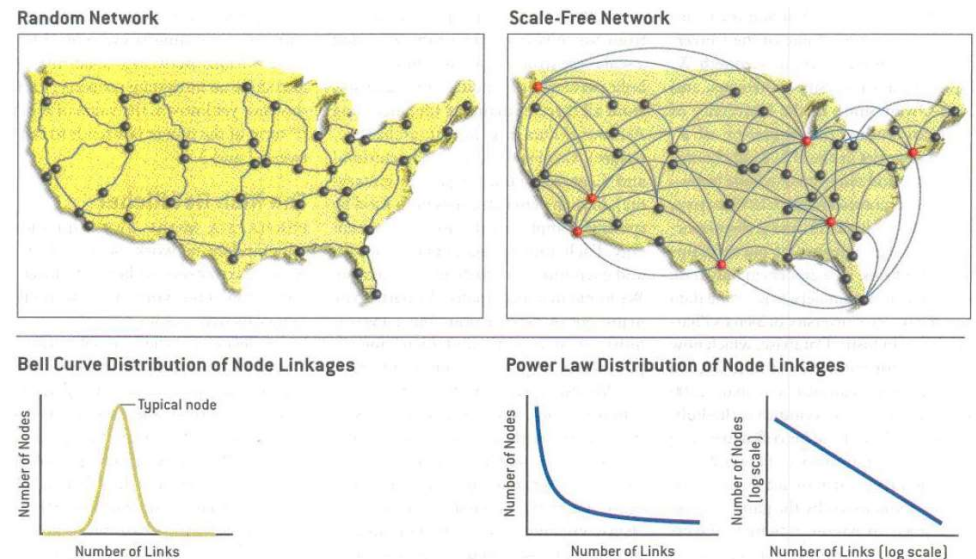 Random Network
Scale-Free Network
Bell Curve Distribution of Node Linkages
Typical node
Number of Nodes
Number of Links
Power Law Distribution of Node Linkages
Number of Nodes
Number of Links
Number of Nodes
(log scale)
Number of Links (log scale)